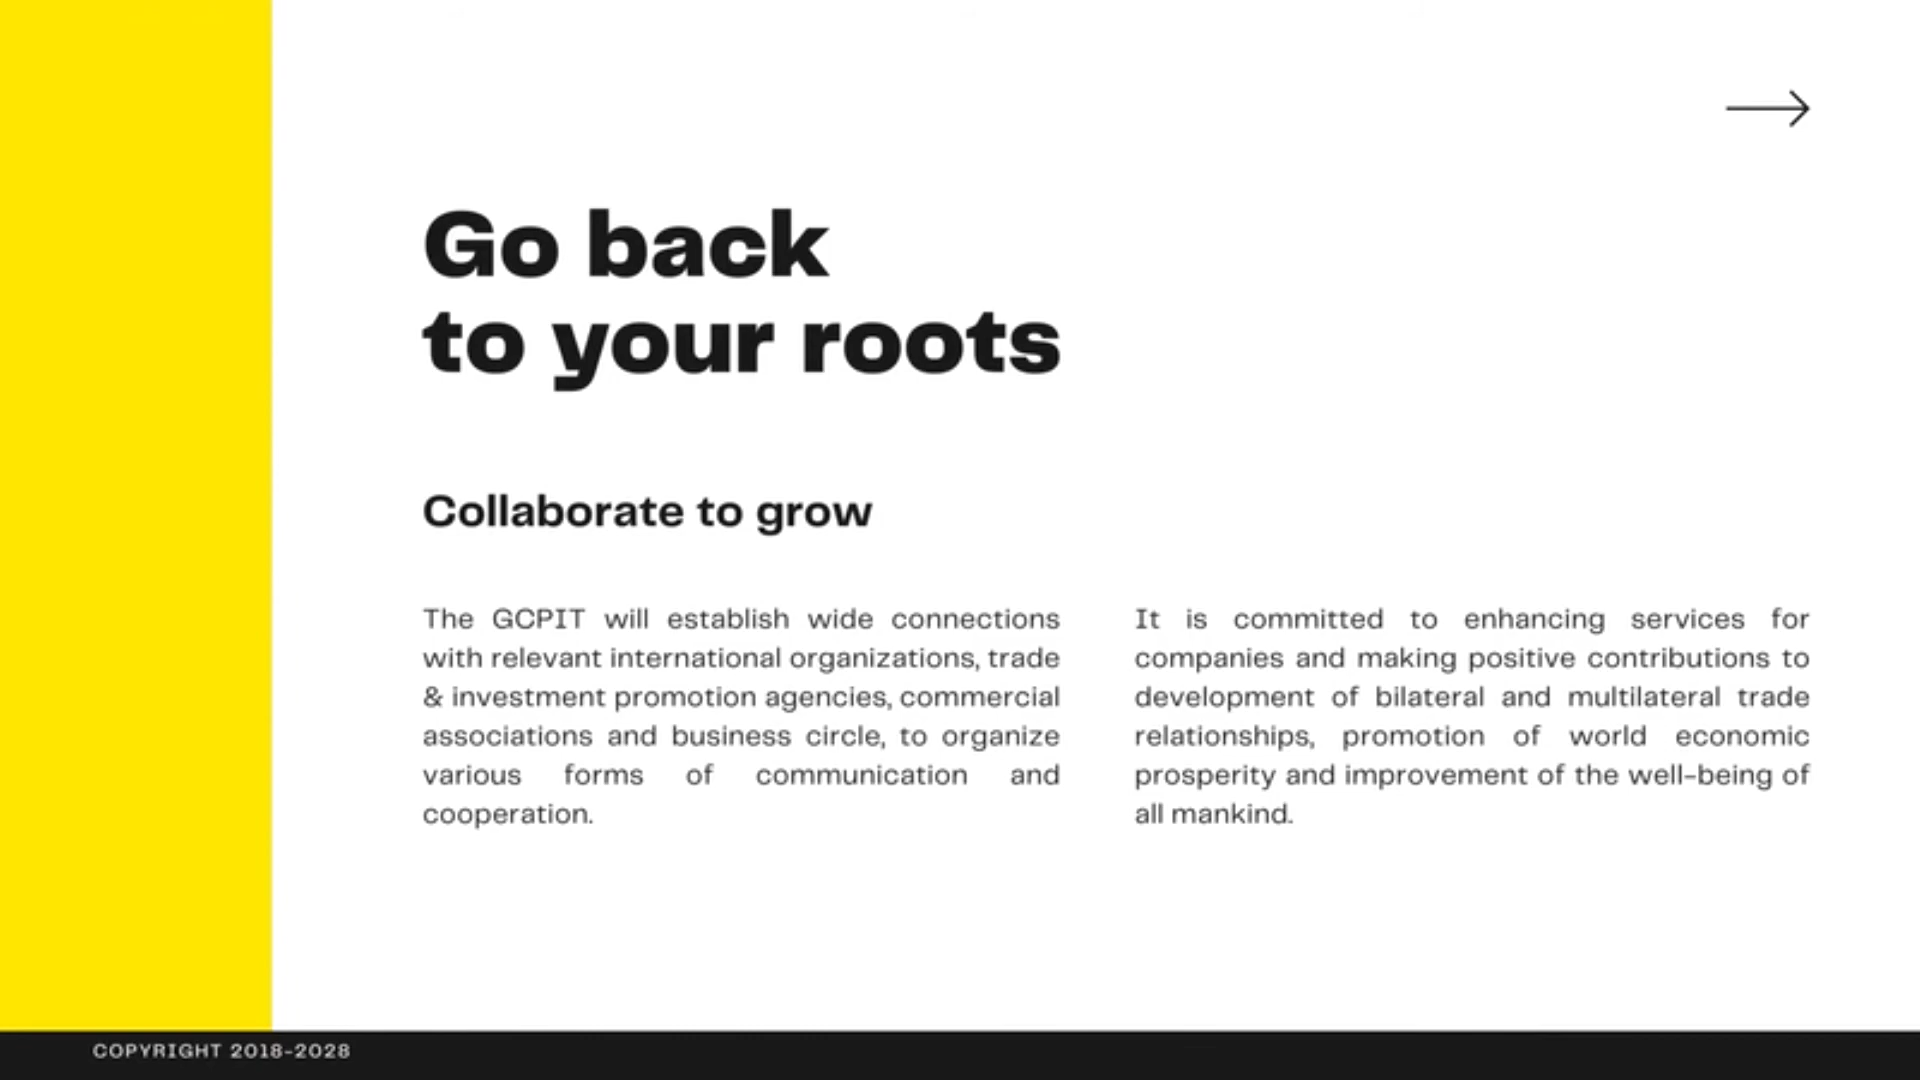 Go back
to your roots
Collaborate to grow
The GCPIT will establish wide connections
with relevant international organizations, trade
& investment promotion agencies, commercial
associations and business circle, to organize
various forms of communication and
cooperation.
It is committed to enhancing services for
companies and making positive contributions to
development of bilateral and multilateral trade
relationships, promotion of world economic
prosperity and improvement of the well-being of
all mankind.
COPYRIGHT 2018-2028